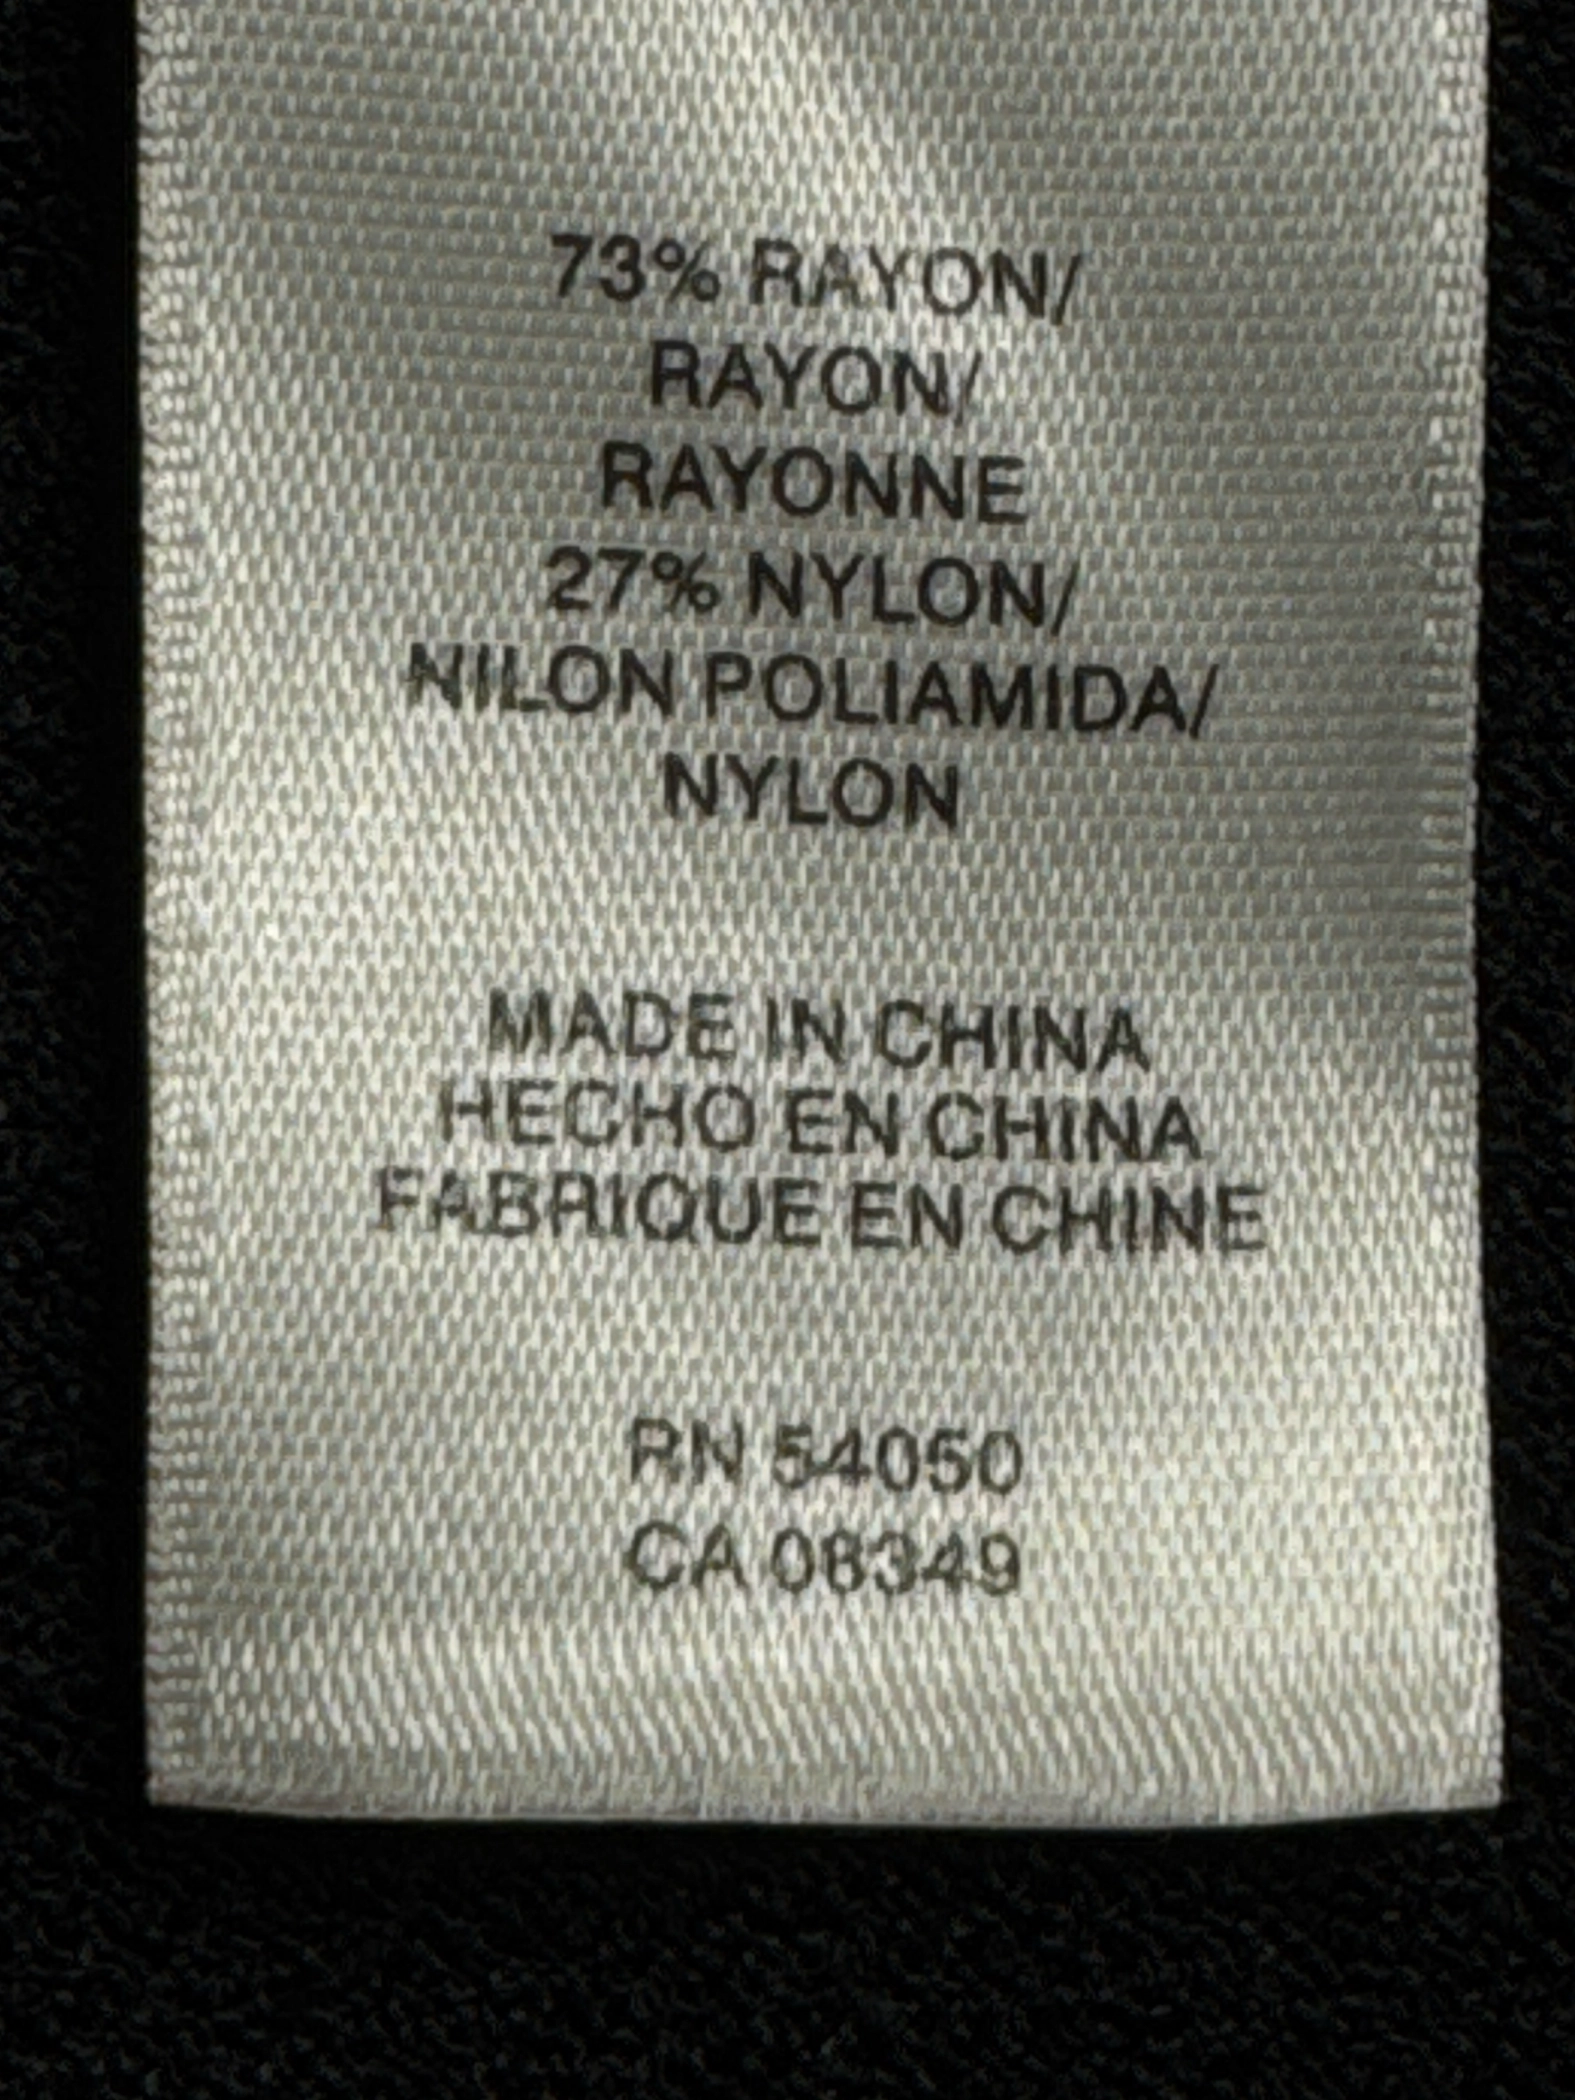 73% RAYON/
RAYON/
RAYONNE
27% NYLON/
NILON POLIAMIDA/
NYLON
MADE IN CHINA
HECHO EN CHINA
FABRIQUE EN CHINE
RN 54050
CA 08349